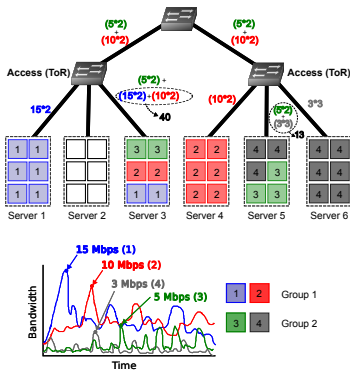 (5*2) (5*2)
+ +
(10*2) (10*2)
Access (ToR) Access (ToR)
(5*2) +
15*2 (15*2)+(10*2) (10*2) (5*2) 3*3
+
(3*3)
40 13
1 1 3 3 2 2 4 4 4 4
1 1 2 2 2 2 4 3 4 4
1 1 1 1 2 2 3 3 4 4
Server 1 Server 2 Server 3 Server 4 Server 5 Server 6
15 Mbps (1)
10 Mbps (2)
3 Mbps (4)
5 Mbps (3)
Bandwidth
Time
1 2 Group 1
3 4 Group 2